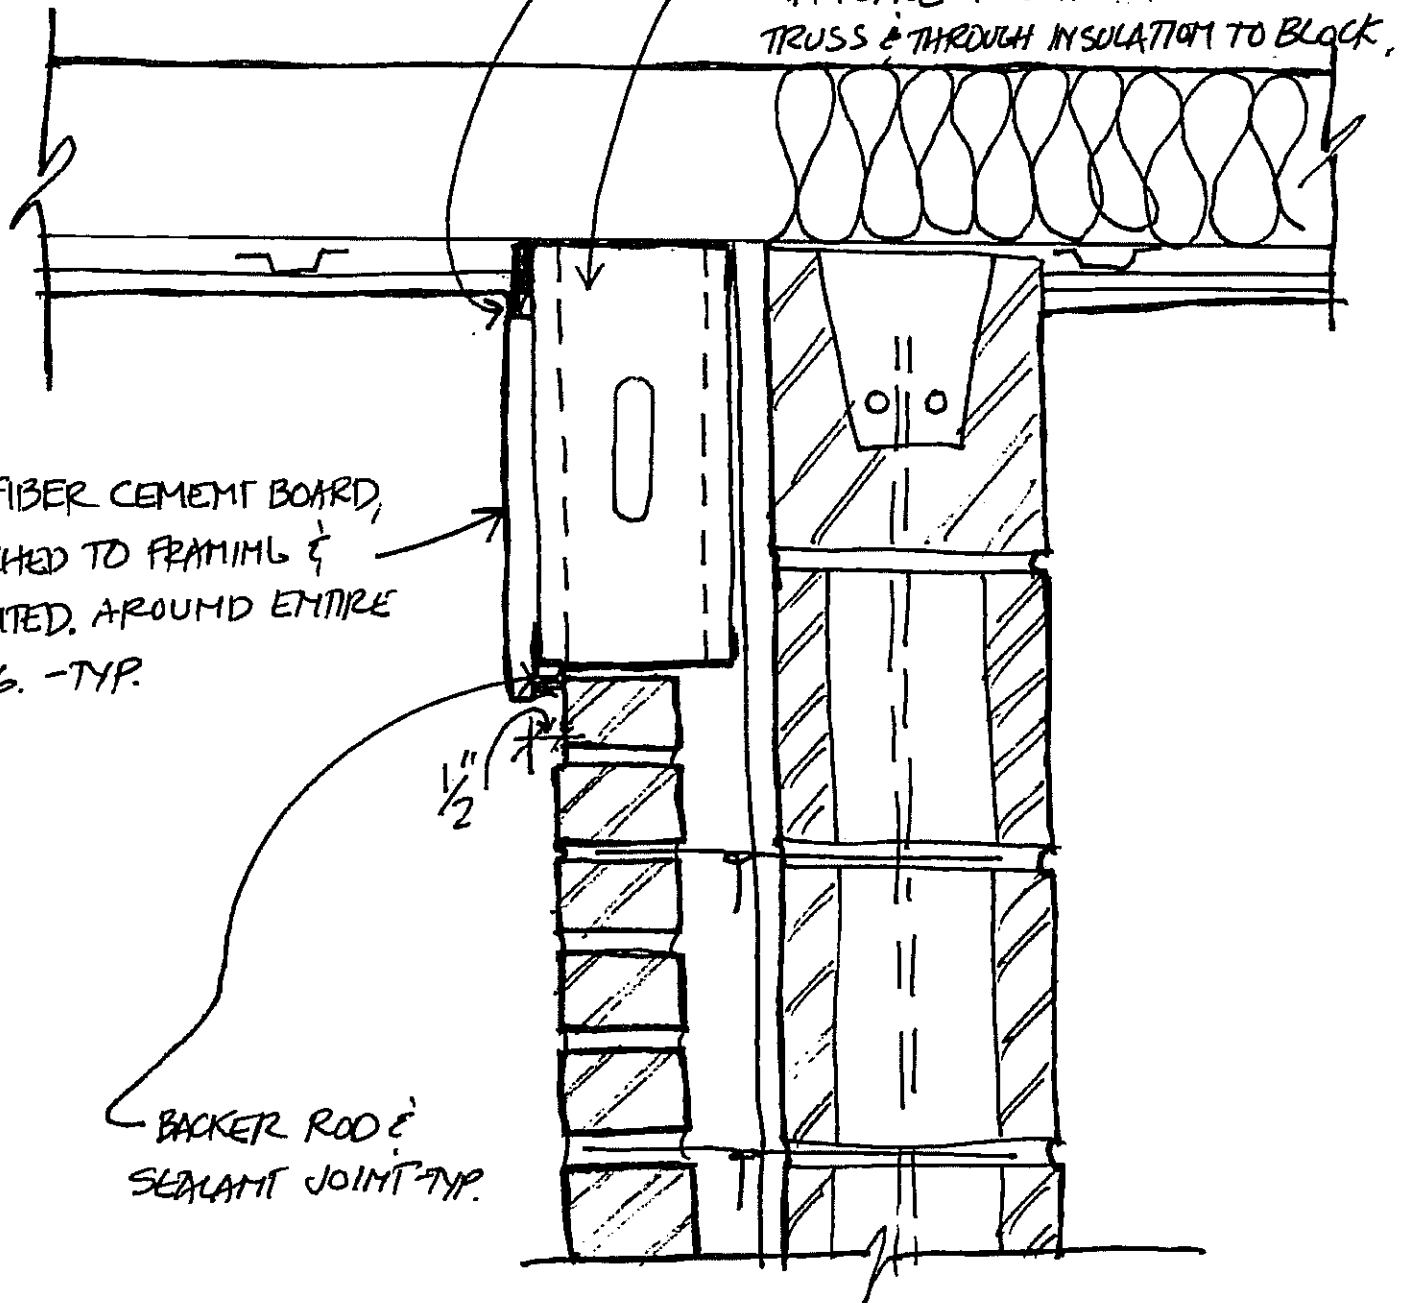 TRUSS & THROUGH INSULATION TO BLOCK.
FIBER CEMENT BOARD,
HED TO FRAMING &
TED. AROUND ENTIRE
G. -TYP.
1/2"
BACKER ROD &
SEALANT JOINT-TYP.